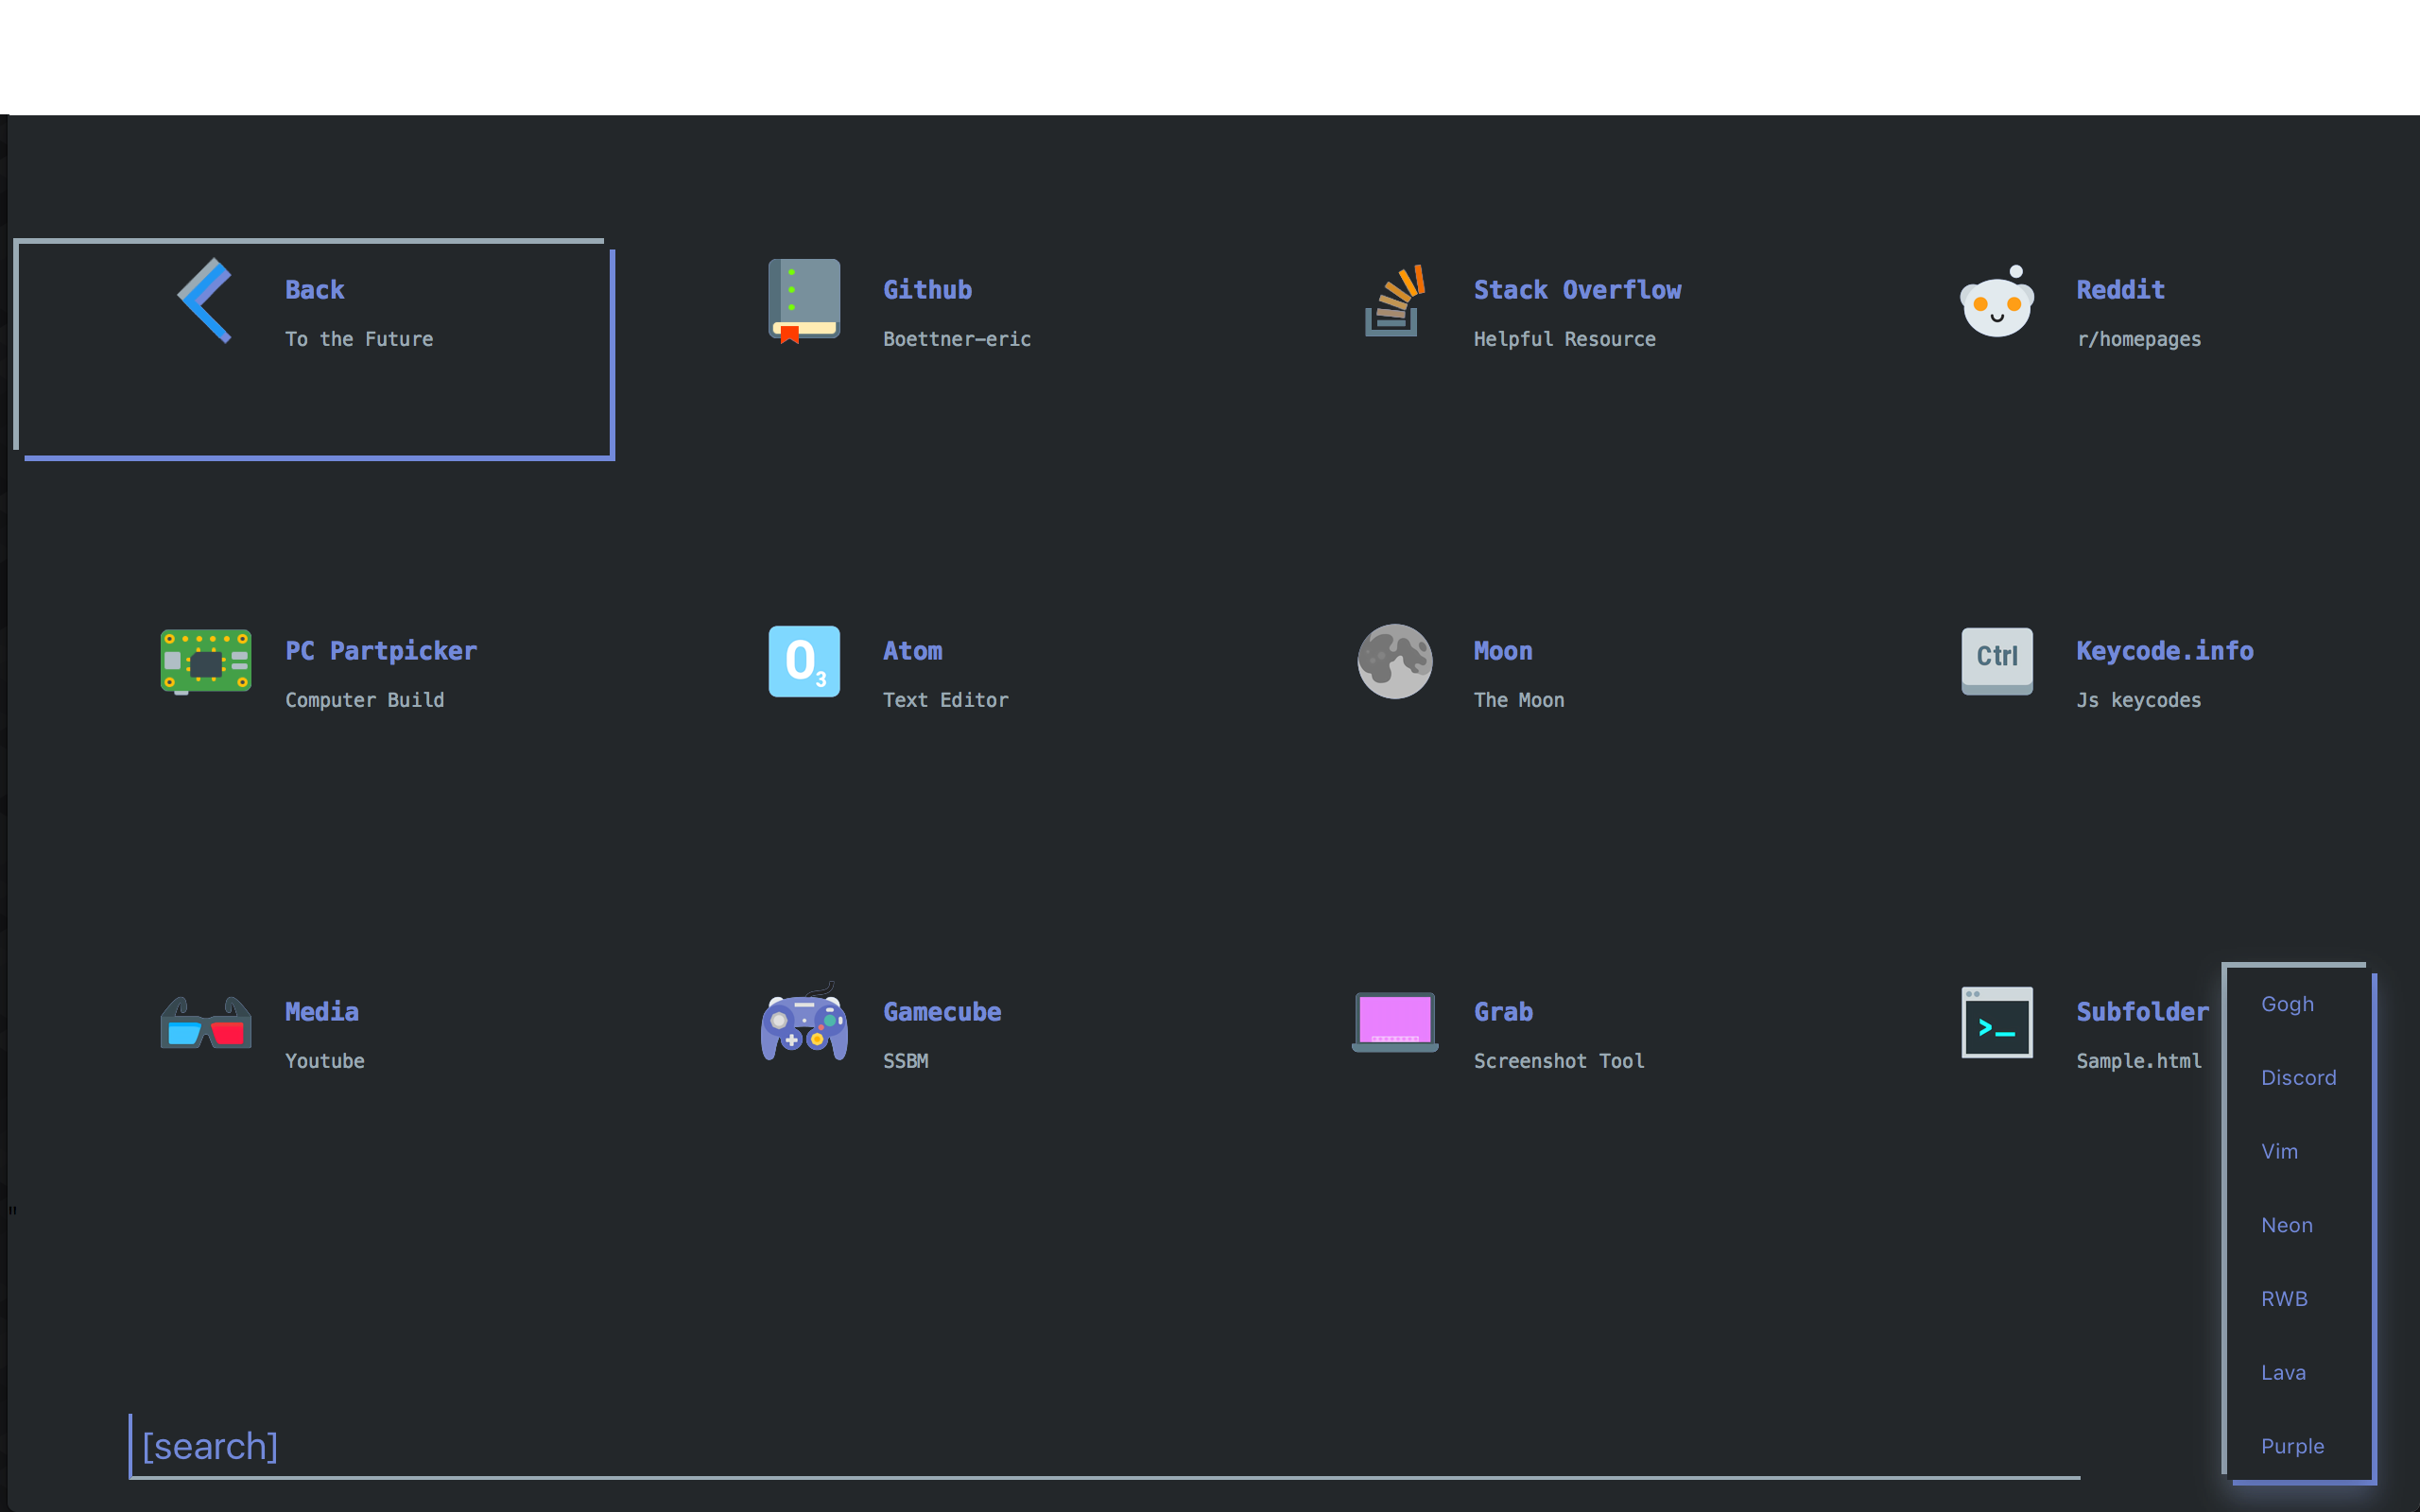 Back
To the Future
Github
Boettner-eric
Stack Overflow
Helpful Resource
Reddit
r/homepages
PC Partpicker
Computer Build
O3
Atom
Text Editor
Moon
The Moon
Ctrl
Keycode.info
Js keycodes
Media
Youtube
Gamecube
SSBM
Grab
Screenshot Tool
>_
Subfolder
Sample.html
Gogh
Discord
Vim
"
Neon
RWB
Lava
[search]
Purple